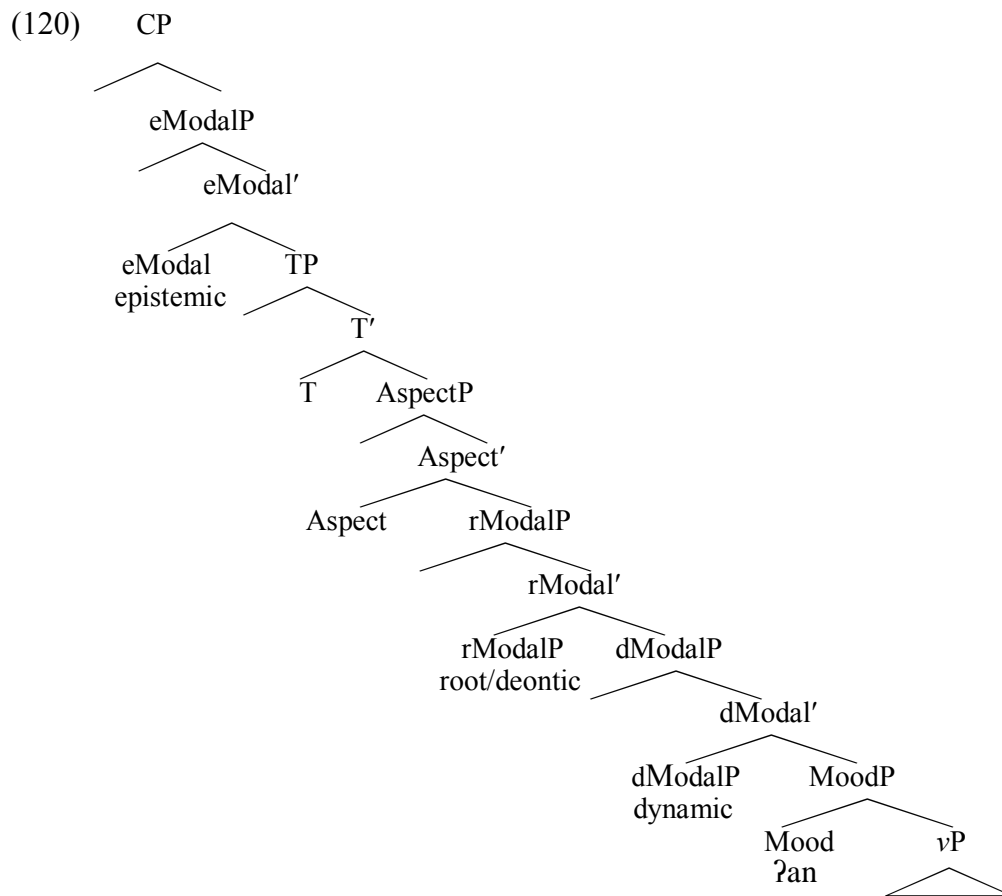 (120) CP
eModalP
eModal′
eModal TP
epistemic
T′
T AspectP
Aspect′
Aspect rModalP
rModal′
rModalP dModalP
root/deontic
dModal′
dModalP MoodP
dynamic
Mood vP
ʔan